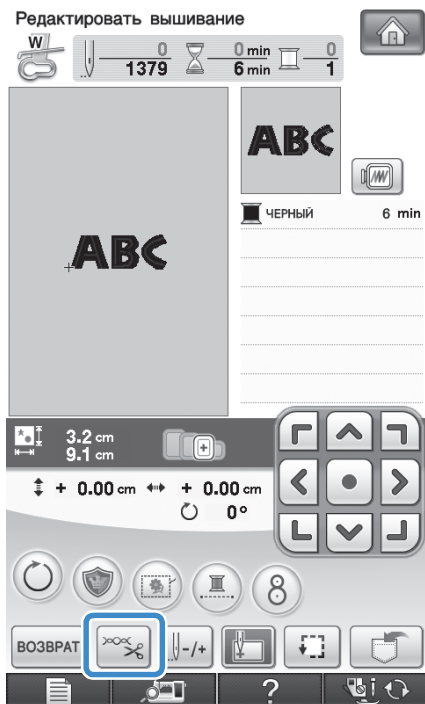 Редактировать вышивание
W
0 0 min 0
1379 6 min 1
ABC
ЧЕРНЫЙ 6 min
ABC
3.2 cm
9.1 cm
+ 0.00 cm + 0.00 cm
0°
8
ВОЗВРАТ -/+
?